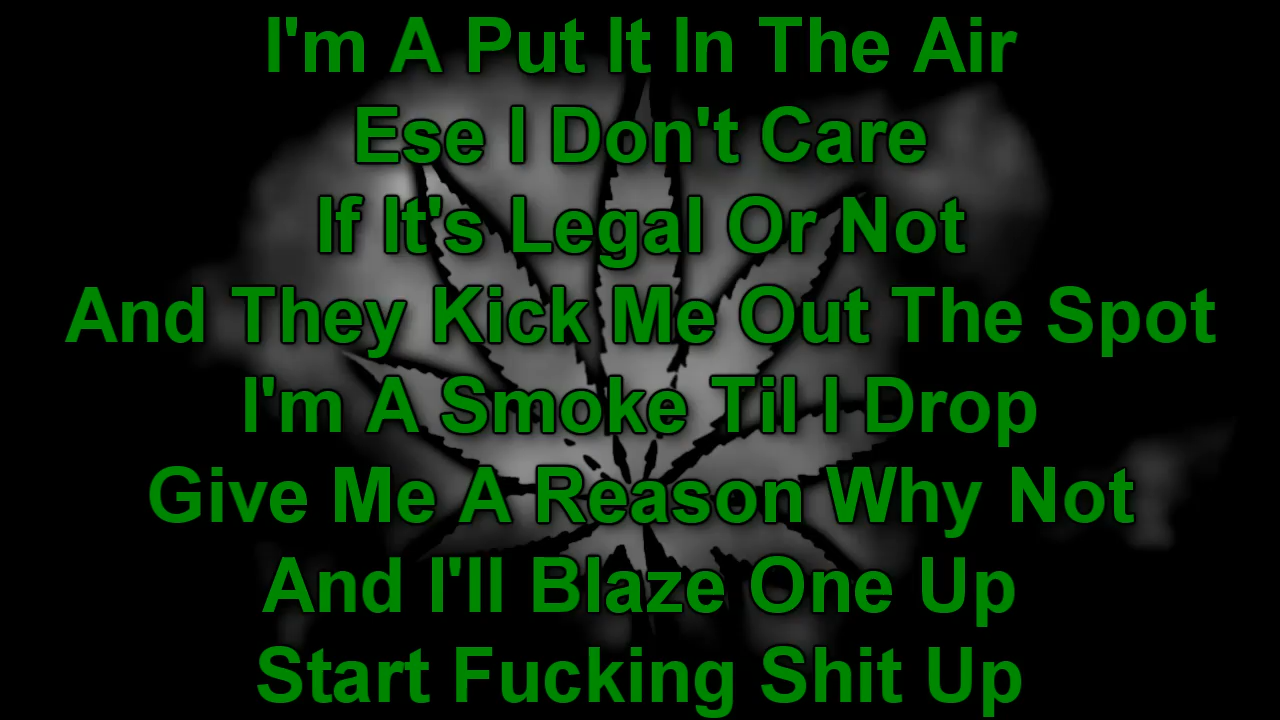 I'm A Put It In The Air
Ese I Don't Care
If It's Legal Or Not
And They Kick Me Out The Spot
I'm A Smoke Til I Drop
Give Me A Reason Why Not
And I'll Blaze One Up
Start Fucking Shit Up